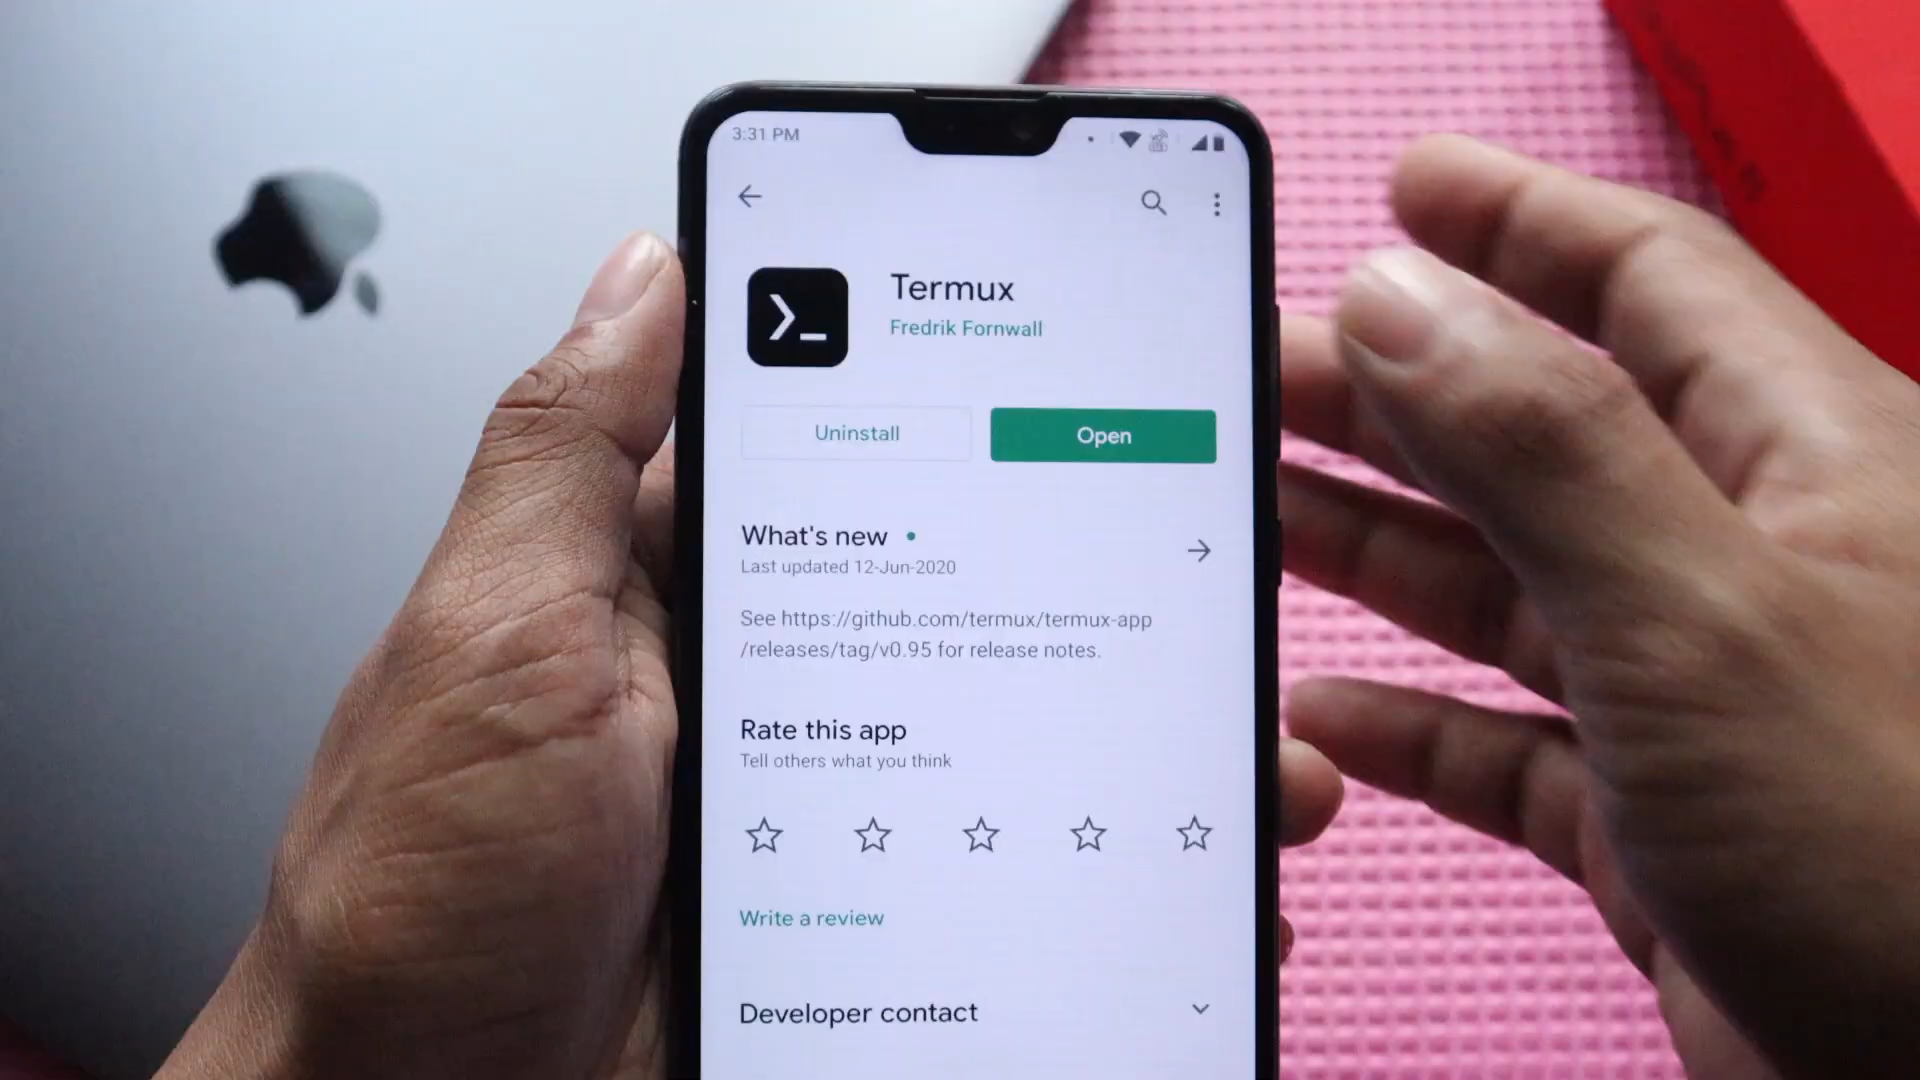 3:31 PM
Termux
Fredrik Fornwall
Uninstall
Open
What's new
Last updated 12-Jun-2020
See https://github.com/termux/termux-app
/releases/tag/v0.95 for release notes.
Rate this app
Tell others what you think
Write a review
Developer contact